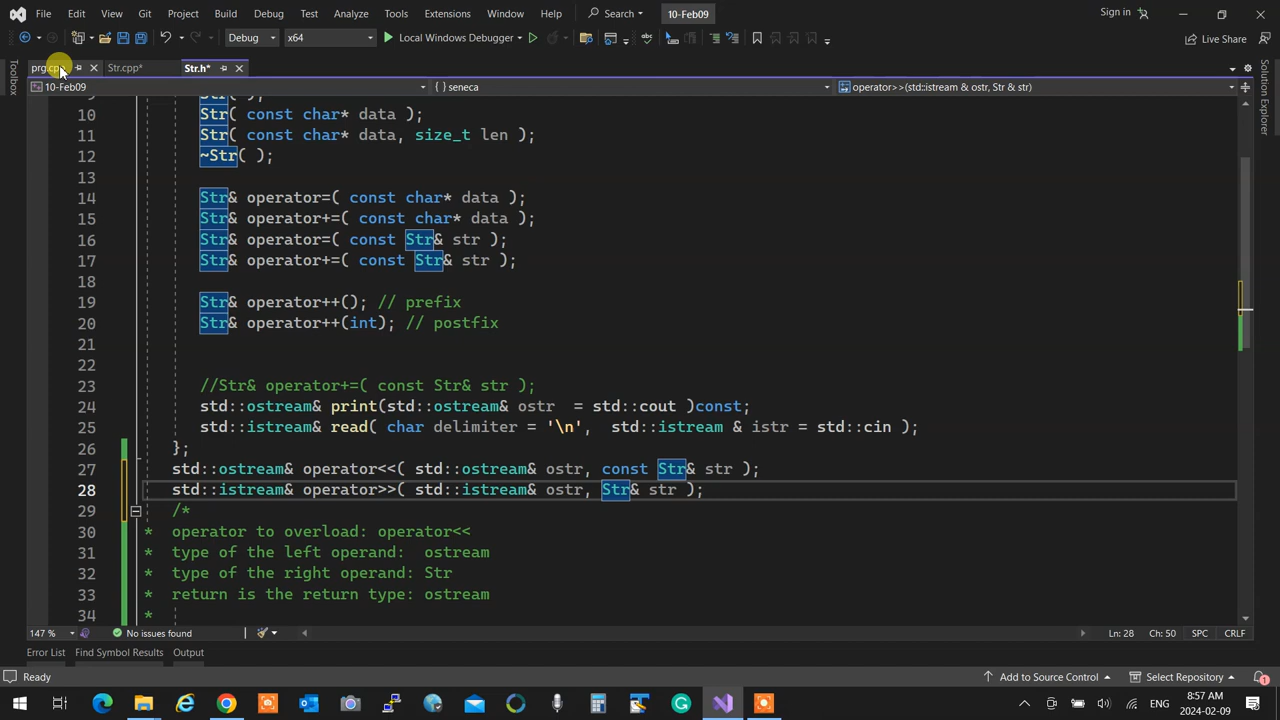 File Edit View Git Project Build Debug Test Analyze Tools Extensions Window Help Search 10-Feb09 Sign in
Debug x64 Local Windows Debugger Live Share
prg.cpp Str.cpp* Str.h*
10-Feb09 { } seneca operator>>(std::istream & ostr, Str & str)
Toolbox
Solution Explorer
10 Str( const char* data );
11 Str( const char* data, size_t len );
12 ~Str( );
13
14 Str& operator=( const char* data );
15 Str& operator+=( const char* data );
16 Str& operator=( const Str& str );
17 Str& operator+=( const Str& str );
18
19 Str& operator++(); // prefix
20 Str& operator++(int); // postfix
21
22
23 //Str& operator+=( const Str& str );
24 std::ostream& print(std::ostream& ostr  = std::cout )const;
25 std::istream& read( char delimiter = '\n',  std::istream & istr = std::cin );
26 };
27 std::ostream& operator<<( std::ostream& ostr, const Str& str );
28 std::istream& operator>>( std::istream& ostr, Str& str );
29 /*
30 *  operator to overload: operator<<
31 *  type of the left operand:  ostream
32 *  type of the right operand: Str
33 *  return is the return type: ostream
34 *
147 % No issues found Ln: 28 Ch: 50 SPC CRLF
Error List Find Symbol Results Output
Ready Add to Source Control Select Repository 1
ENG 8:57 AM
2024-02-09